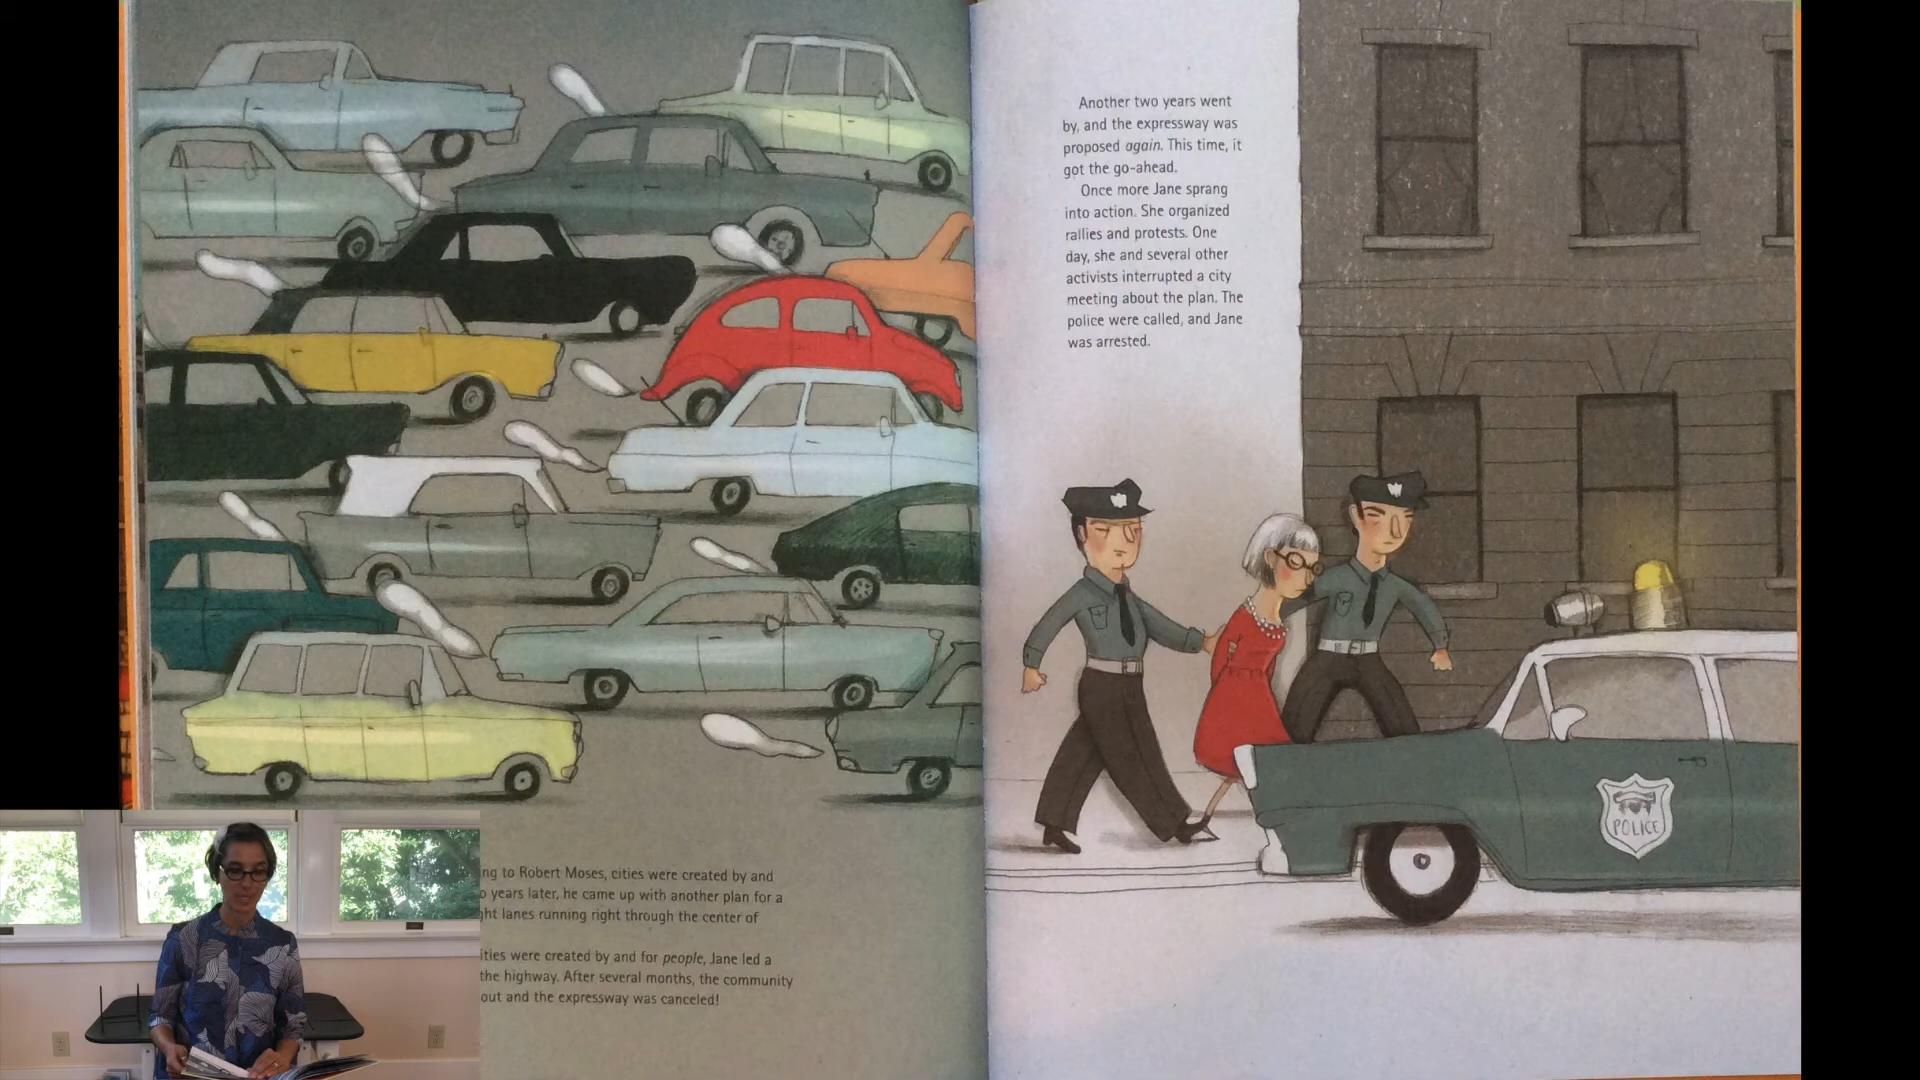 ing to Robert Moses, cities were created by and
years later, he came up with another plan for a
ht lanes running right through the center of
ities were created by and for people, Jane led a
the highway. After several months, the community
out and the expressway was canceled!
Another two years went
by, and the expressway was
proposed again. This time, it
got the go-ahead.
Once more Jane sprang
into action. She organized
rallies and protests. One
day, she and several other
activists interrupted a city
meeting about the plan. The
police were called, and Jane
was arrested.
POLICE